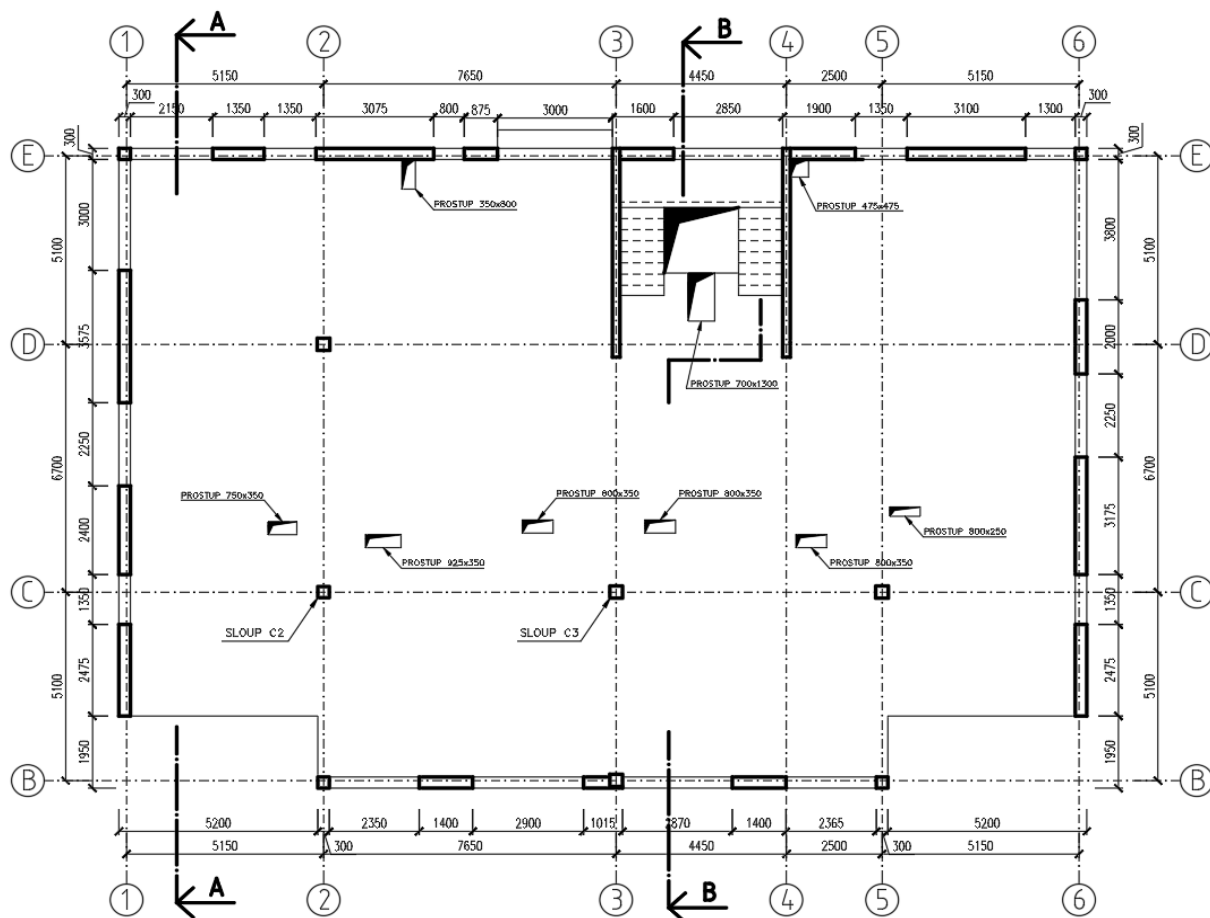 A B
1 2 3 4 5 6
5150 7650 4450 2500 5150
300 300
2150 1350 1350 3075 800 875 3000 1600 2850 1900 1350 3100 1300
300 300
E E
PROSTUP 350x800
PROSTUP 475x475
3000 3800
5100 5100
D D
3575 2000
PROSTUP 700x1300
2250 2250
6700 6700
PROSTUP 750x350
PROSTUP 800x350
PROSTUP 800x350
PROSTUP 800x250
PROSTUP 925x350
PROSTUP 800x350
2400 3175
C C
1350 1350
SLOUP C2
SLOUP C3
2475 2475
5100 5100
1950 1950
B B
5200 2350 1400 2900 1015 1400 2365 5200
5150 300 7650 4450 2500 300 5150
A B
1 2 3 4 5 6